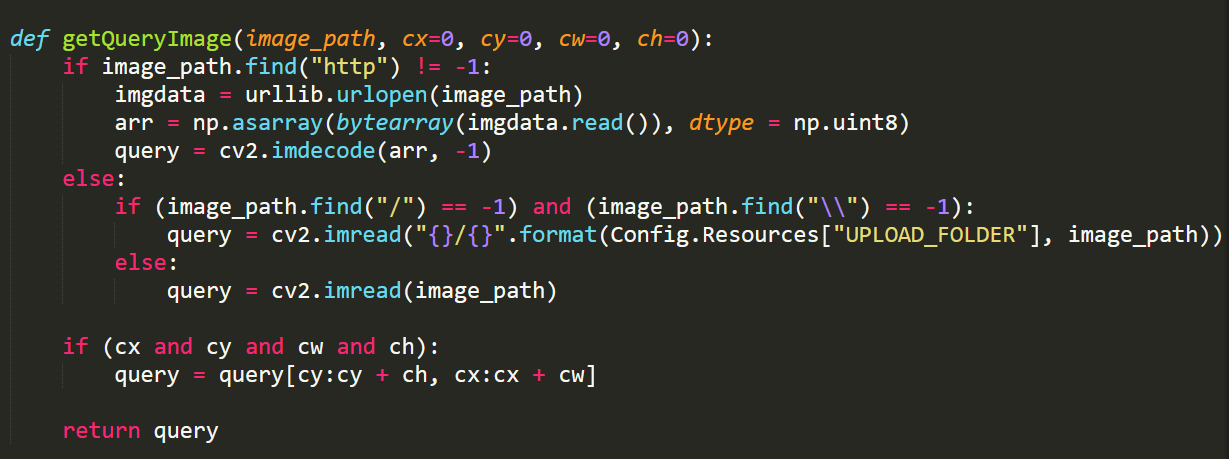 def getQueryImage(image_path, cx=0, cy=0, cw=0, ch=0):
    if image_path.find("http") != -1:
        imgdata = urllib.urlopen(image_path)
        arr = np.asarray(bytearray(imgdata.read()), dtype = np.uint8)
        query = cv2.imdecode(arr, -1)
    else:
        if (image_path.find("/") == -1) and (image_path.find("\\") == -1):
            query = cv2.imread("{}/{}".format(Config.Resources["UPLOAD_FOLDER"], image_path))
        else:
            query = cv2.imread(image_path)
    if (cx and cy and cw and ch):
        query = query[cy:cy + ch, cx:cx + cw]
    return query